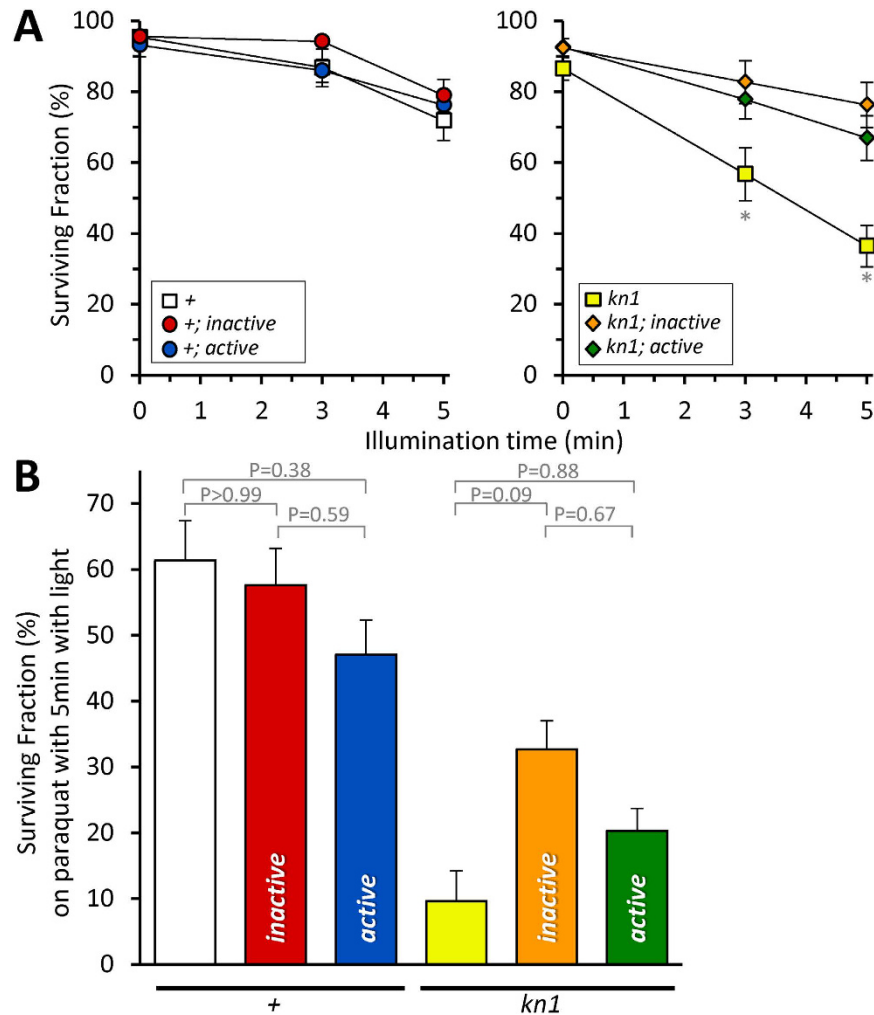 A
Surviving Fraction (%)
100
80
60
40
20
0
0
1
2
3
4
5
+
+; inactive
+; active
100
80
60
40
20
0
0
1
2
3
4
5
*
*
kn1
kn1; inactive
kn1; active
Illumination time (min)
B
Surviving Fraction (%)
on paraquat with 5min with light
70
60
50
40
30
20
10
0
P=0.38
P>0.99
P=0.59
P=0.88
P=0.09
P=0.67
inactive
active
inactive
active
+
kn1